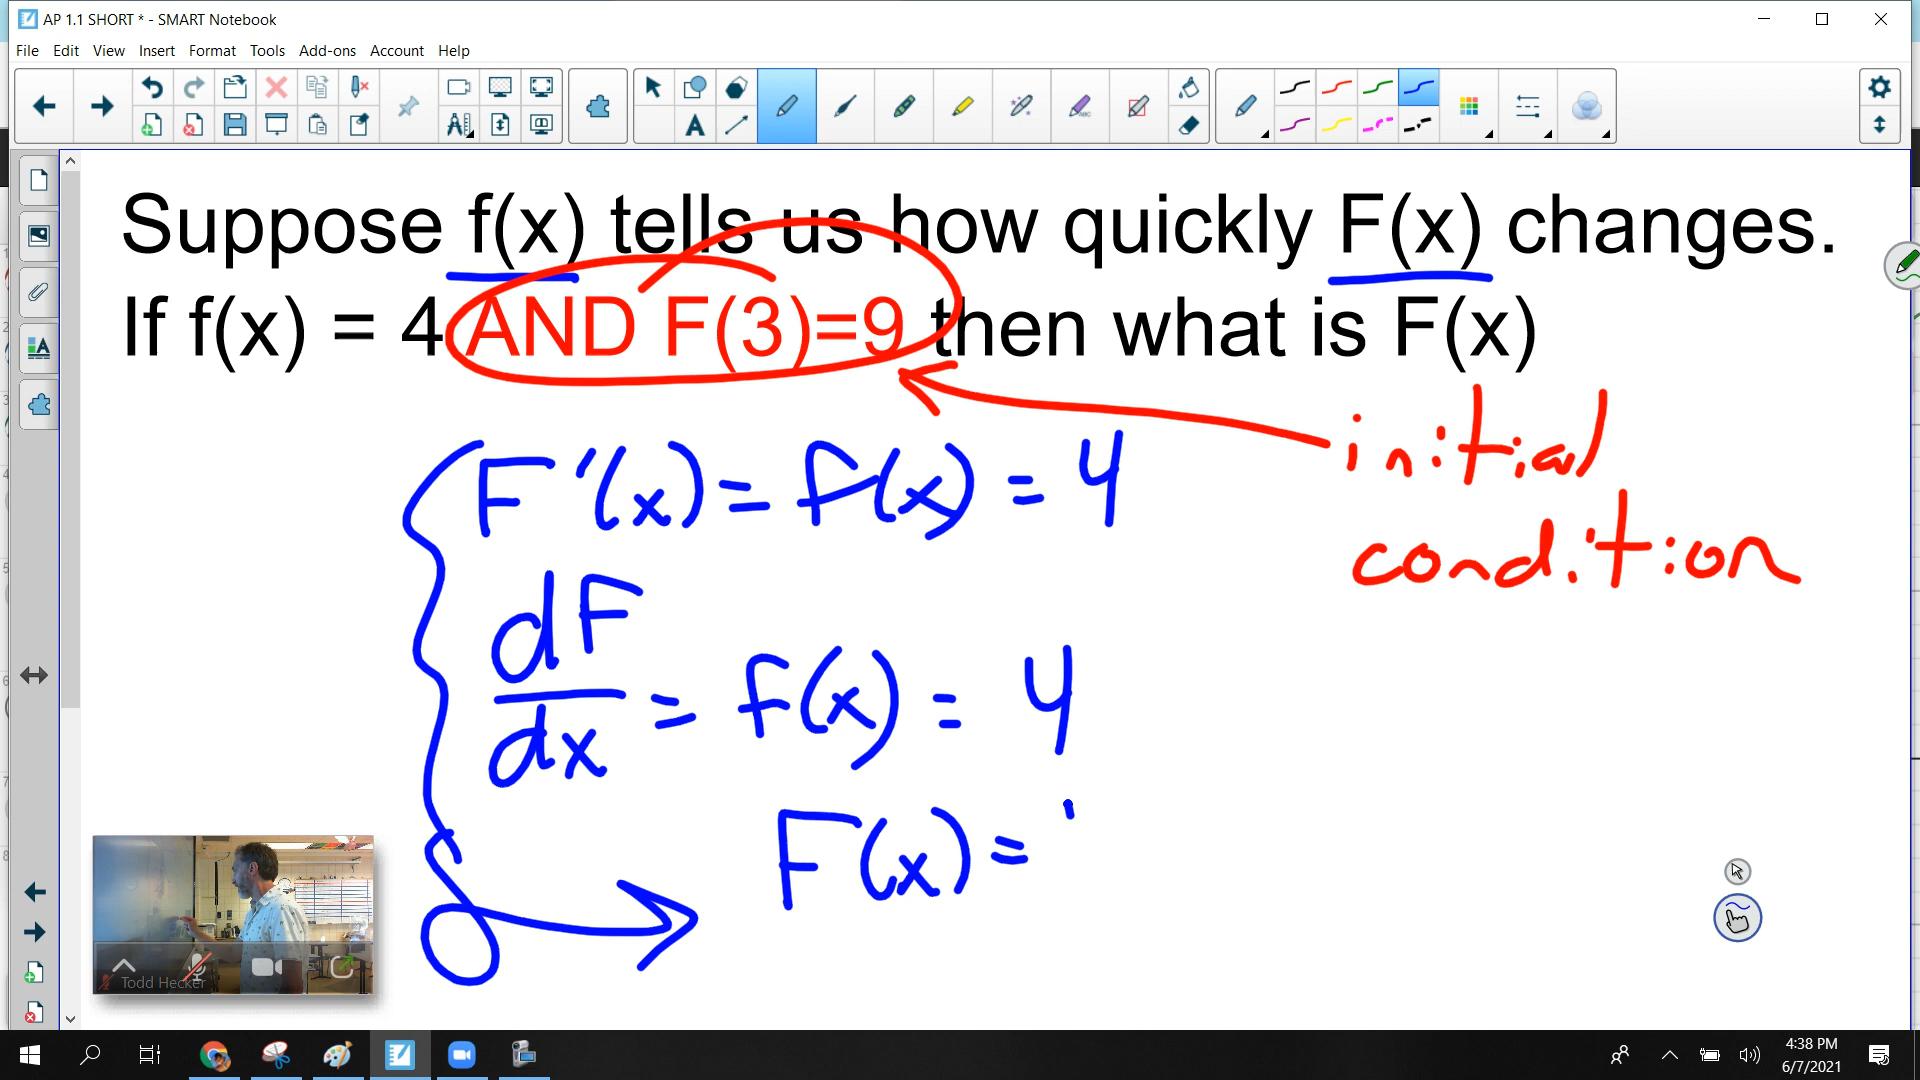 AP 1.1 SHORT * - SMART Notebook
File Edit View Insert Format Tools Add-ons Account Help
Suppose f(x) tells us how quickly F(x) changes.
If f(x) = 4 AND F(3)=9 then what is F(x)
initial
condition
F'(x) = f(x) = 4
dF
dx = f(x) = 4
F(x) =
Todd Hecker
4:38 PM
6/7/2021